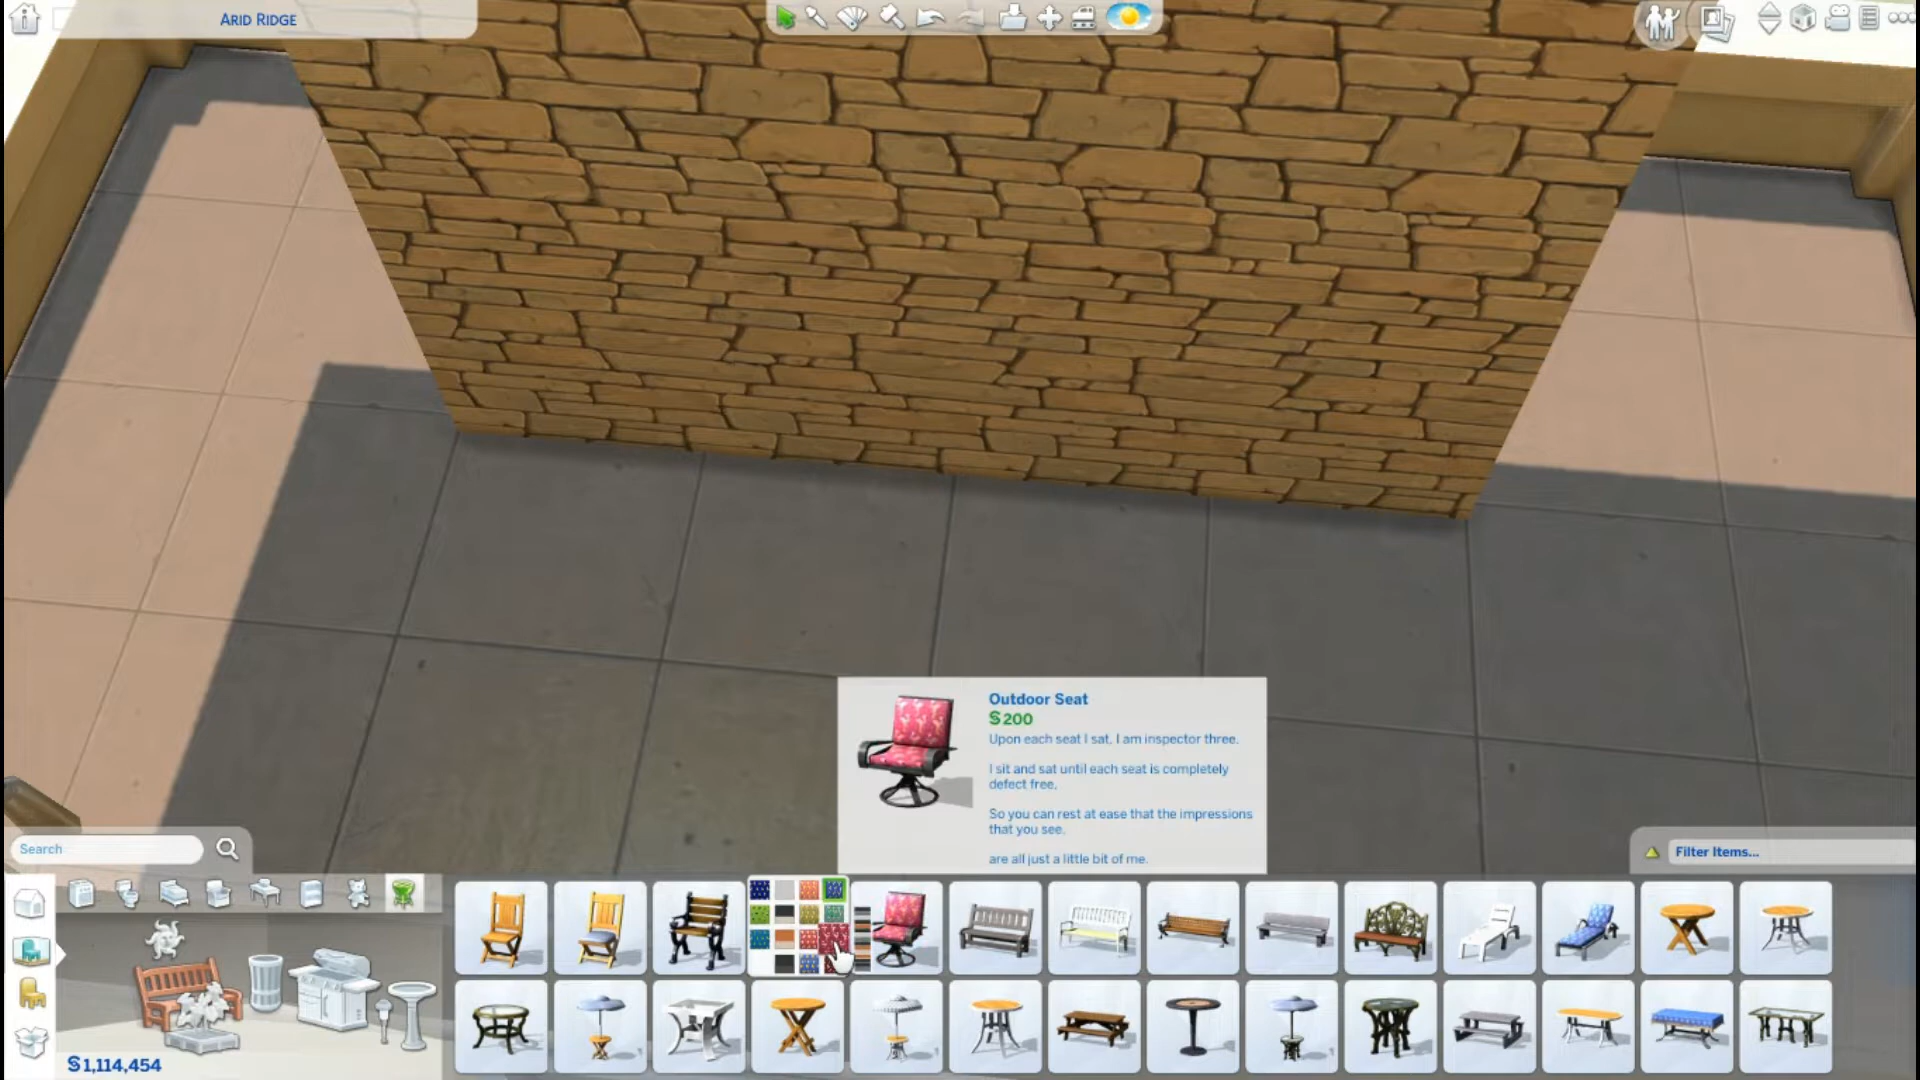 ARID RIDGE
Outdoor Seat
§200
Upon each seat I sat, I am inspector three.
I sit and sat until each seat is completely
defect free,
So you can rest at ease that the impressions
that you see,
are all just a little bit of me.
Search
Filter Items...
§1,114,454